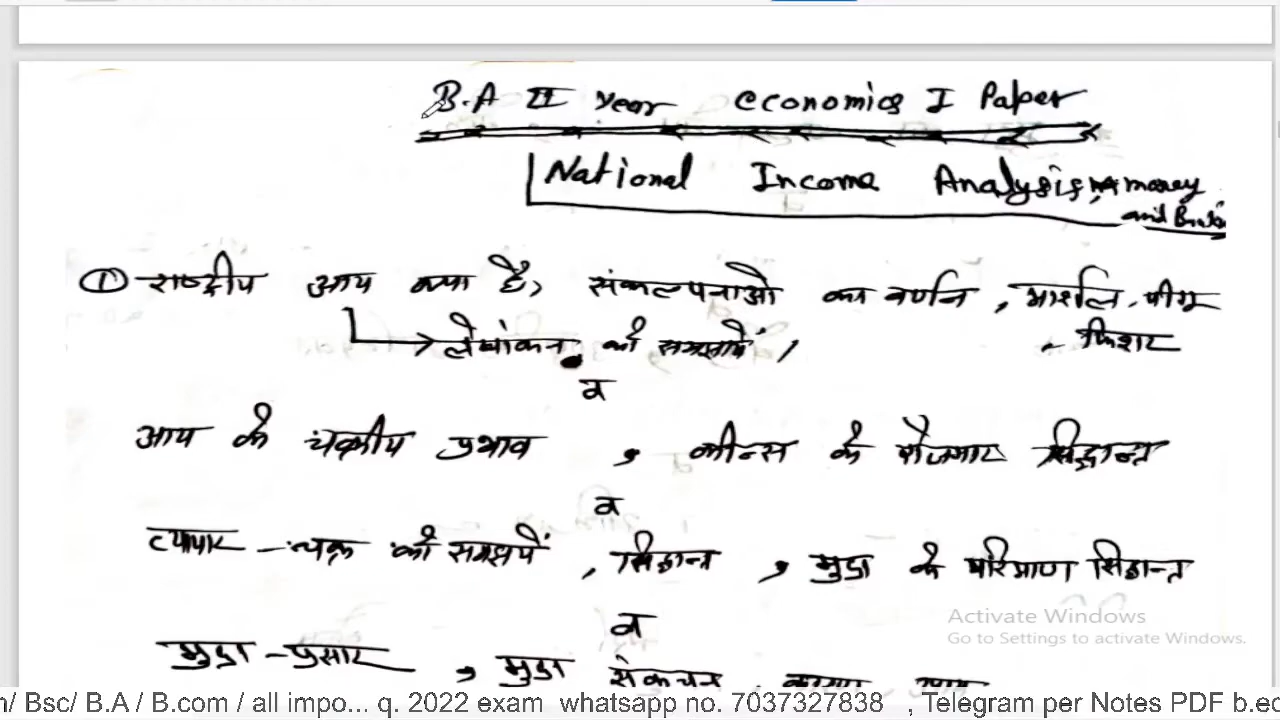 B.A II year economics I Paper
National Income Analysis, money
and
① राष्ट्रीय आय क्या है, संकल्पनाओ का वर्णन, मार्शल, पीगू
लेखांकन की समस्यायें,
- फिशर
व
आय के चक्रीय प्रभाव , कीन्स के रोजगार सिद्धान्त
व
व्यापार-चक्र की समस्यें, सिद्धान्त , मुद्रा के परिमाण सिद्धान्त
व
मुद्रा-प्रसार , मुद्रा संकुचन
Activate Windows
Go to Settings to activate Windows.
/ Bsc/ B.A / B.com / all impo... q. 2022 exam whatsapp no. 7037327838 , Telegram per Notes PDF b.ed